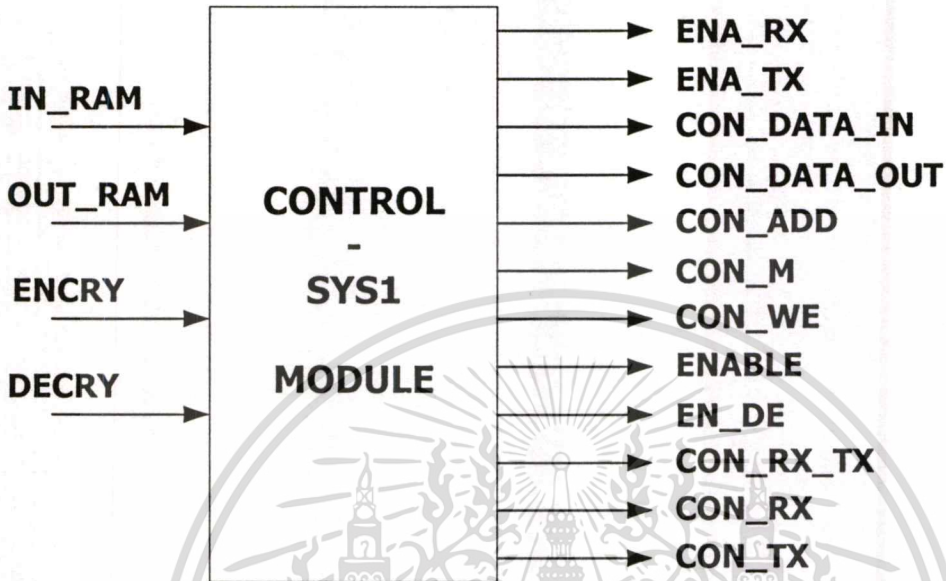 IN_RAM
OUT_RAM
ENCRY
DECRY
CONTROL
-
SYS1
MODULE
ENA_RX
ENA_TX
CON_DATA_IN
CON_DATA_OUT
CON_ADD
CON_M
CON_WE
ENABLE
EN_DE
CON_RX_TX
CON_RX
CON_TX